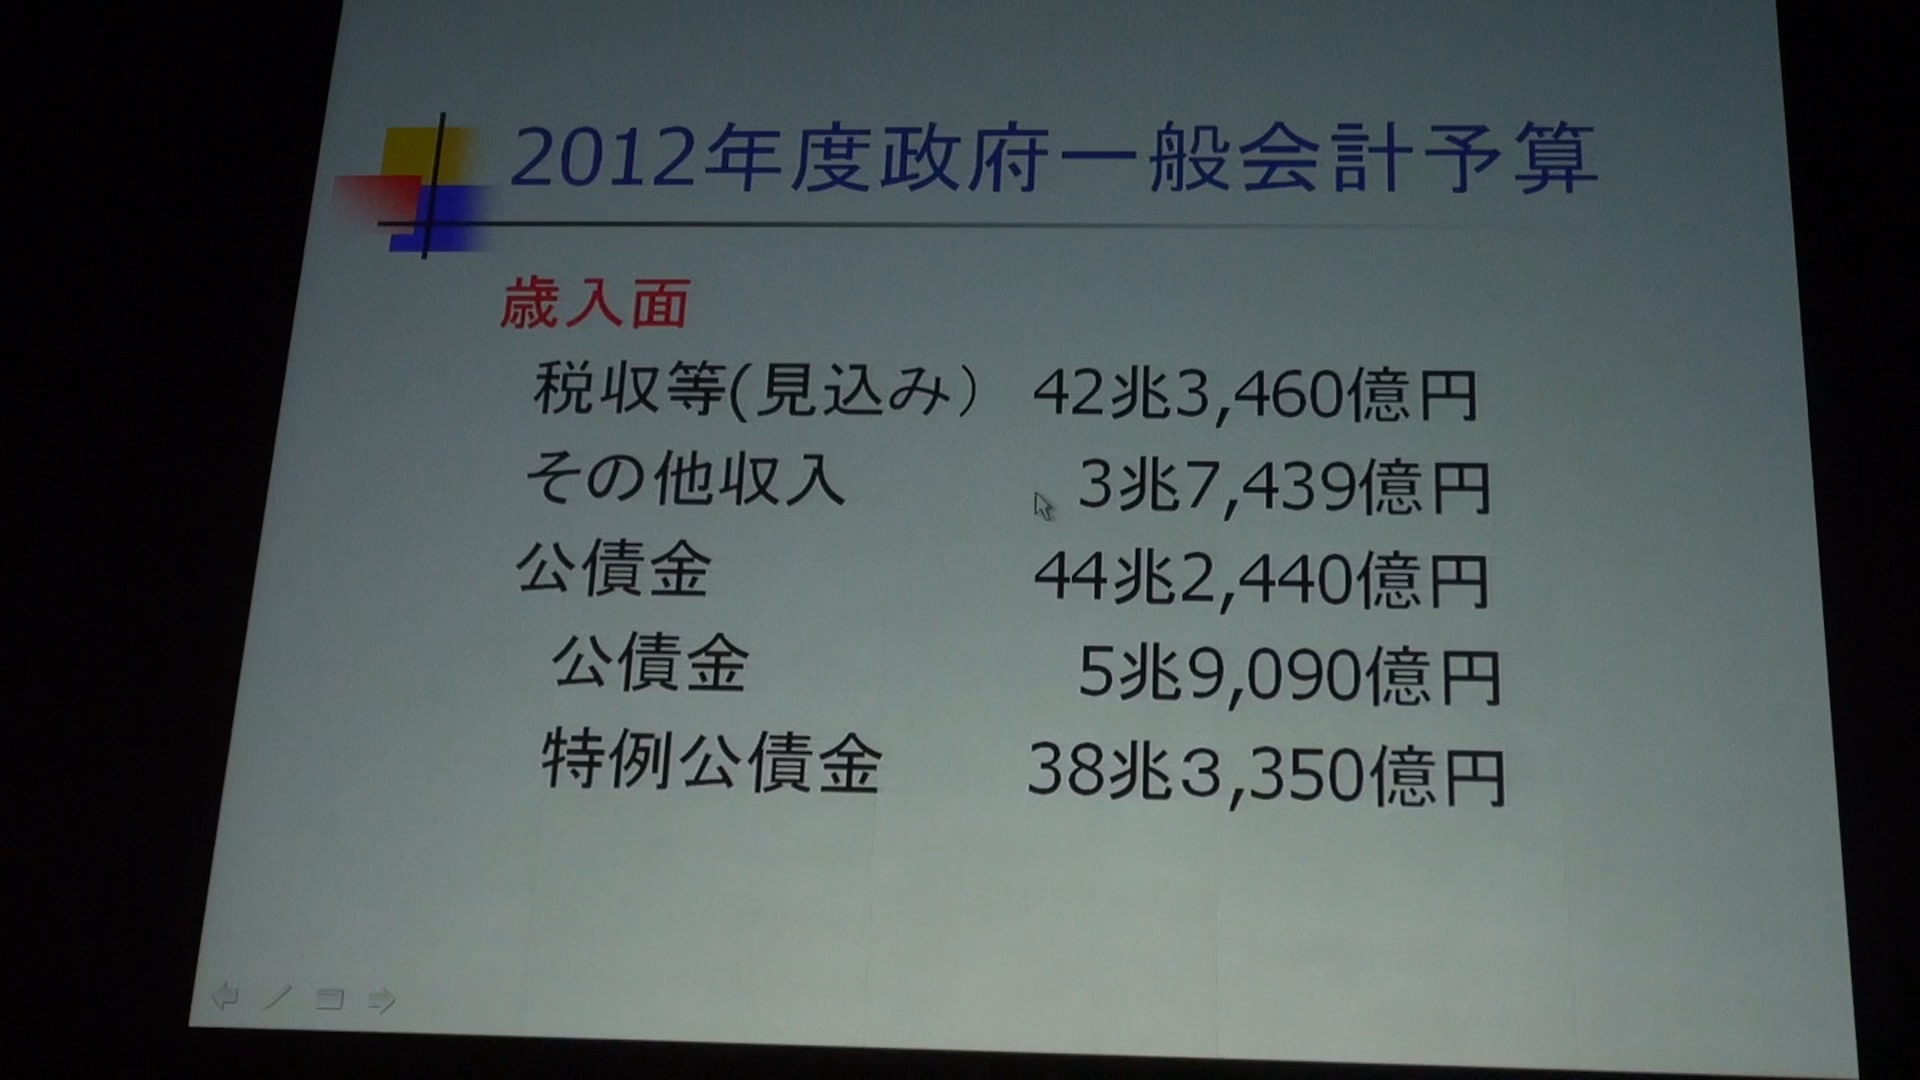 2012年度政府一般会計予算
歳入面
税収等(見込み） 42兆3,460億円
その他収入 3兆7,439億円
公債金 44兆2,440億円
公債金 5兆9,090億円
特例公債金 38兆３,350億円